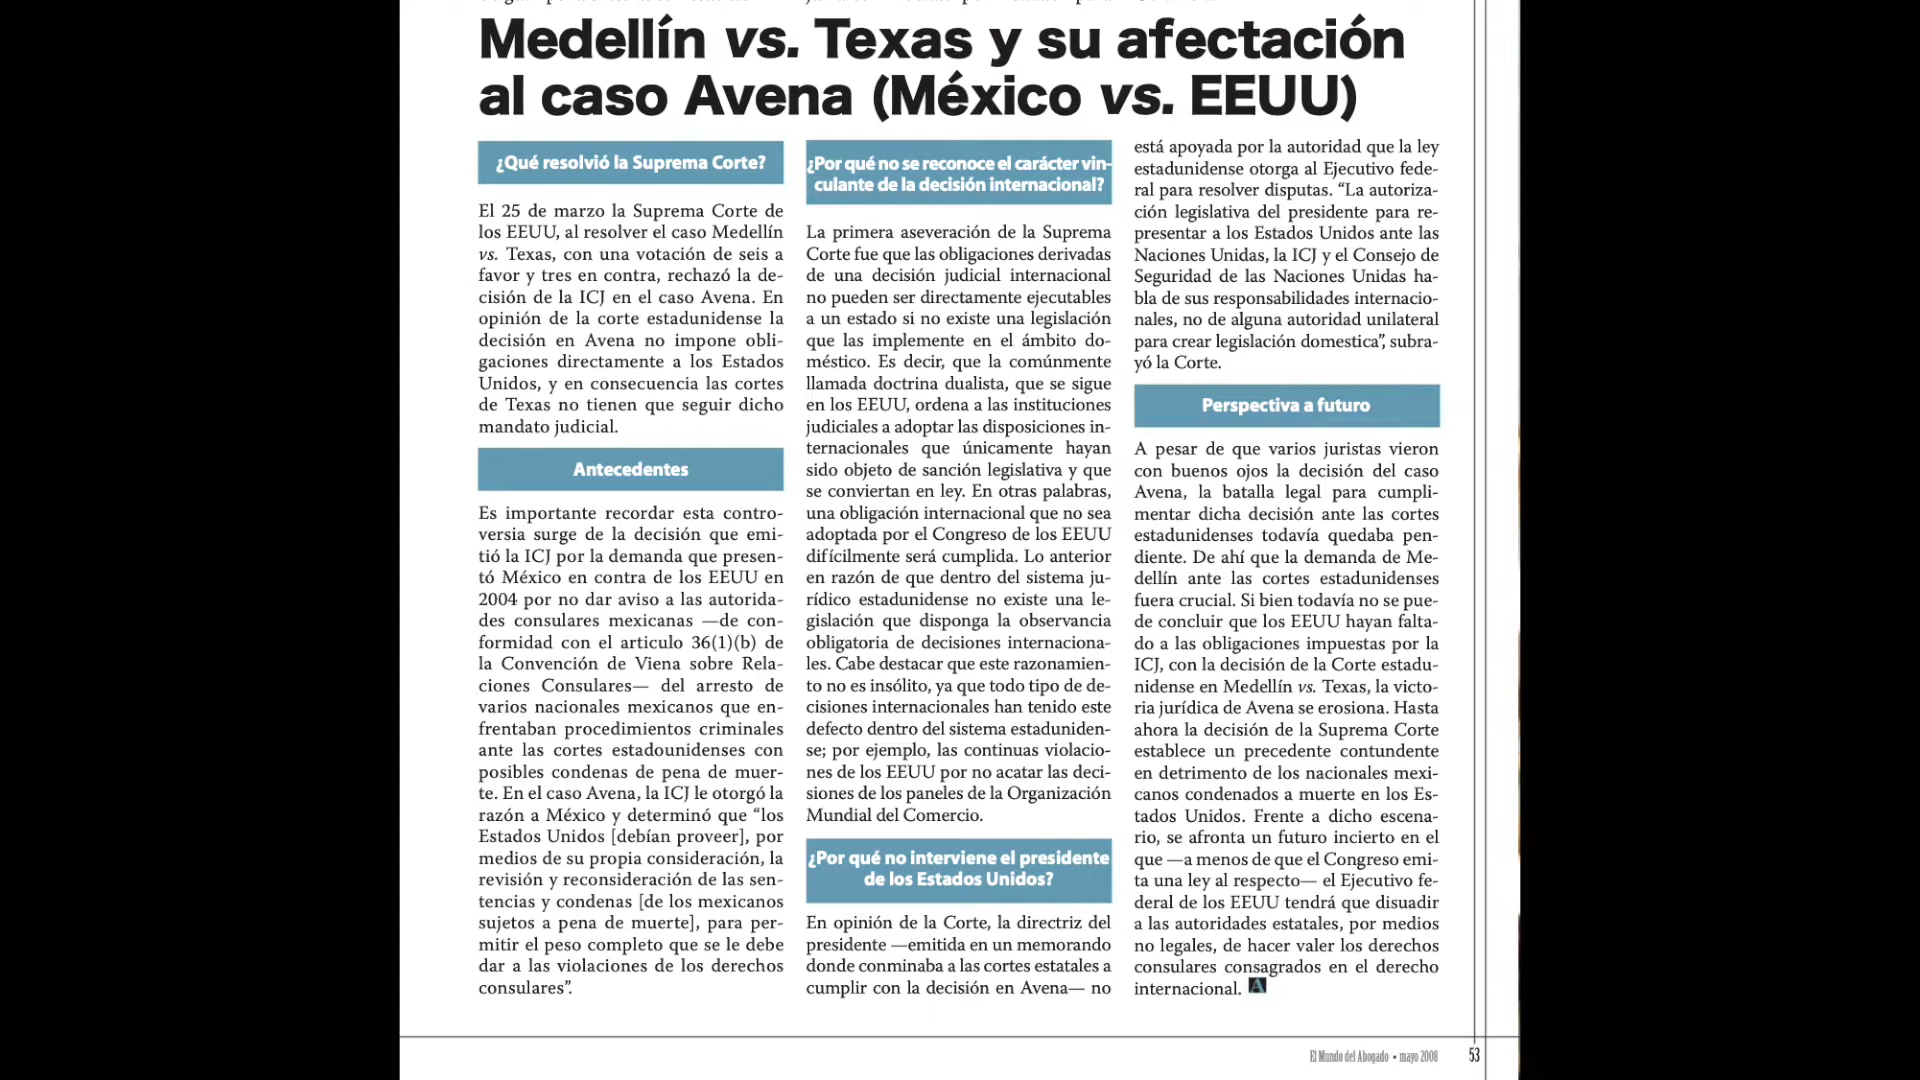 Medellín vs. Texas y su afectación
al caso Avena (México vs. EEUU)
¿Qué resolvió la Suprema Corte?
El 25 de marzo la Suprema Corte de
los EEUU, al resolver el caso Medellín
vs. Texas, con una votación de seis a
favor y tres en contra, rechazó la de-
cisión de la ICJ en el caso Avena. En
opinión de la corte estadunidense la
decisión en Avena no impone obli-
gaciones directamente a los Estados
Unidos, y en consecuencia las cortes
de Texas no tienen que seguir dicho
mandato judicial.
Antecedentes
Es importante recordar esta contro-
versia surge de la decisión que emi-
tió la ICJ por la demanda que presen-
tó México en contra de los EEUU en
2004 por no dar aviso a las autorida-
des consulares mexicanas —de con-
formidad con el articulo 36(1)(b) de
la Convención de Viena sobre Rela-
ciones Consulares— del arresto de
varios nacionales mexicanos que en-
frentaban procedimientos criminales
ante las cortes estadounidenses con
posibles condenas de pena de muer-
te. En el caso Avena, la ICJ le otorgó la
razón a México y determinó que “los
Estados Unidos [debían proveer], por
medios de su propia consideración, la
revisión y reconsideración de las sen-
tencias y condenas [de los mexicanos
sujetos a pena de muerte], para per-
mitir el peso completo que se le debe
dar a las violaciones de los derechos
consulares”.
¿Por qué no se reconoce el carácter vin-
culante de la decisión internacional?
La primera aseveración de la Suprema
Corte fue que las obligaciones derivadas
de una decisión judicial internacional
no pueden ser directamente ejecutables
a un estado si no existe una legislación
que las implemente en el ámbito do-
méstico. Es decir, que la comúnmente
llamada doctrina dualista, que se sigue
en los EEUU, ordena a las instituciones
judiciales a adoptar las disposiciones in-
ternacionales que únicamente hayan
sido objeto de sanción legislativa y que
se conviertan en ley. En otras palabras,
una obligación internacional que no sea
adoptada por el Congreso de los EEUU
difícilmente será cumplida. Lo anterior
en razón de que dentro del sistema ju-
rídico estadunidense no existe una le-
gislación que disponga la observancia
obligatoria de decisiones internaciona-
les. Cabe destacar que este razonamien-
to no es insólito, ya que todo tipo de de-
cisiones internacionales han tenido este
defecto dentro del sistema estaduniden-
se; por ejemplo, las continuas violacio-
nes de los EEUU por no acatar las deci-
siones de los paneles de la Organización
Mundial del Comercio.
¿Por qué no interviene el presidente
de los Estados Unidos?
En opinión de la Corte, la directriz del
presidente —emitida en un memorando
donde conminaba a las cortes estatales a
cumplir con la decisión en Avena— no
está apoyada por la autoridad que la ley
estadunidense otorga al Ejecutivo fede-
ral para resolver disputas. “La autoriza-
ción legislativa del presidente para re-
presentar a los Estados Unidos ante las
Naciones Unidas, la ICJ y el Consejo de
Seguridad de las Naciones Unidas ha-
bla de sus responsabilidades internacio-
nales, no de alguna autoridad unilateral
para crear legislación domestica”, subra-
yó la Corte.
Perspectiva a futuro
A pesar de que varios juristas vieron
con buenos ojos la decisión del caso
Avena, la batalla legal para cumpli-
mentar dicha decisión ante las cortes
estadunidenses todavía quedaba pen-
diente. De ahí que la demanda de Me-
dellín ante las cortes estadunidenses
fuera crucial. Si bien todavía no se pue-
de concluir que los EEUU hayan falta-
do a las obligaciones impuestas por la
ICJ, con la decisión de la Corte estadu-
nidense en Medellín vs. Texas, la victo-
ria jurídica de Avena se erosiona. Hasta
ahora la decisión de la Suprema Corte
establece un precedente contundente
en detrimento de los nacionales mexi-
canos condenados a muerte en los Es-
tados Unidos. Frente a dicho escena-
rio, se afronta un futuro incierto en el
que —a menos de que el Congreso emi-
ta una ley al respecto— el Ejecutivo fe-
deral de los EEUU tendrá que disuadir
a las autoridades estatales, por medios
no legales, de hacer valer los derechos
consulares consagrados en el derecho
internacional. A
El Mundo del Abogado • mayo 2008 53